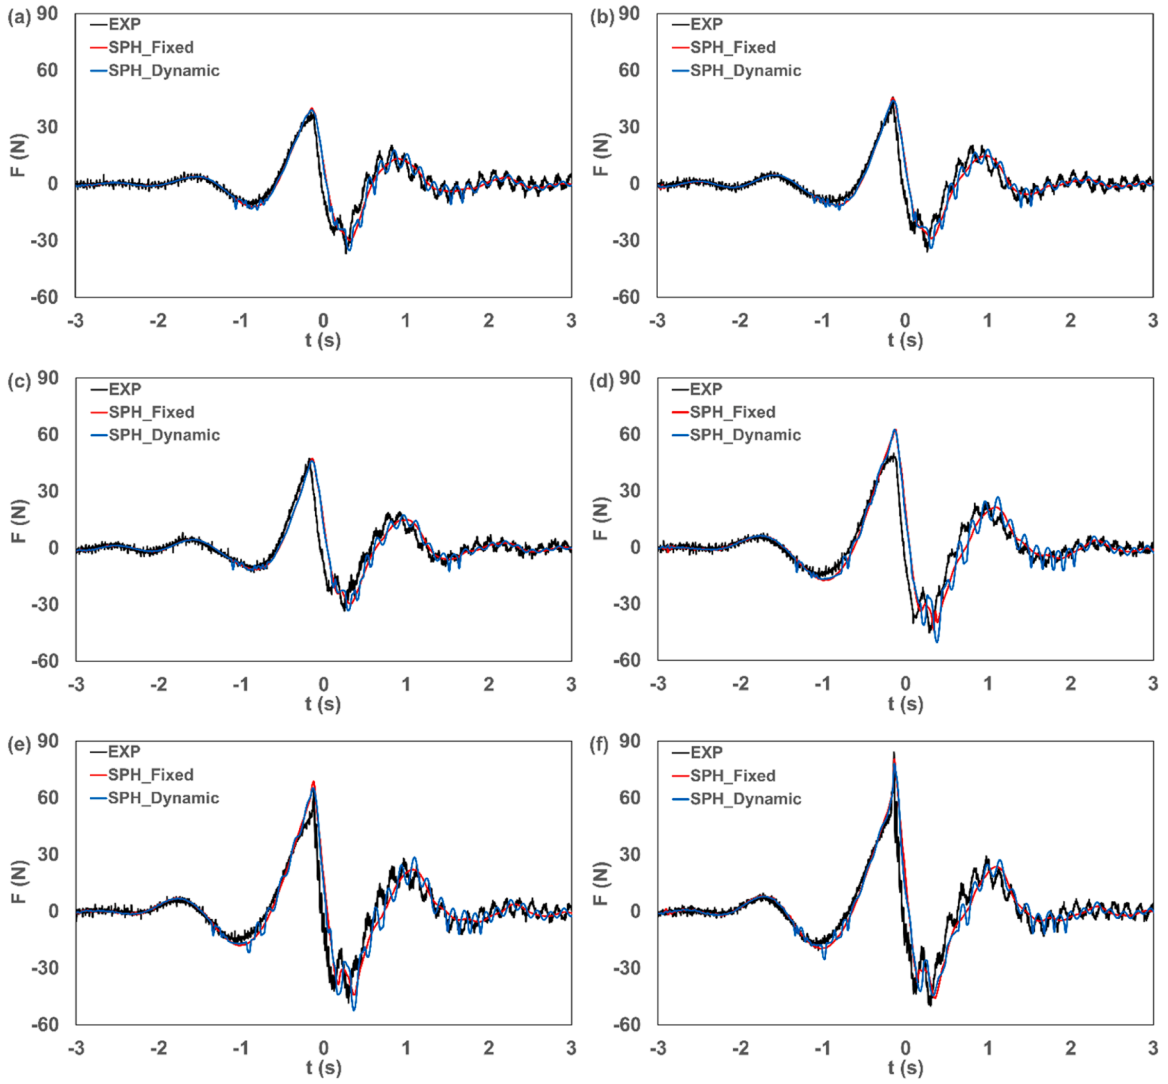 (a)
90
60
30
0
-30
-60
F (N)
EXP
SPH_Fixed
SPH_Dynamic
-3 -2 -1 0 1 2 3
t (s)
(b)
90
60
30
0
-30
-60
F (N)
EXP
SPH_Fixed
SPH_Dynamic
-3 -2 -1 0 1 2 3
t (s)
(c)
90
60
30
0
-30
-60
F (N)
EXP
SPH_Fixed
SPH_Dynamic
-3 -2 -1 0 1 2 3
t (s)
(d)
90
60
30
0
-30
-60
F (N)
EXP
SPH_Fixed
SPH_Dynamic
-3 -2 -1 0 1 2 3
t (s)
(e)
90
60
30
0
-30
-60
F (N)
EXP
SPH_Fixed
SPH_Dynamic
-3 -2 -1 0 1 2 3
t (s)
(f)
90
60
30
0
-30
-60
F (N)
EXP
SPH_Fixed
SPH_Dynamic
-3 -2 -1 0 1 2 3
t (s)